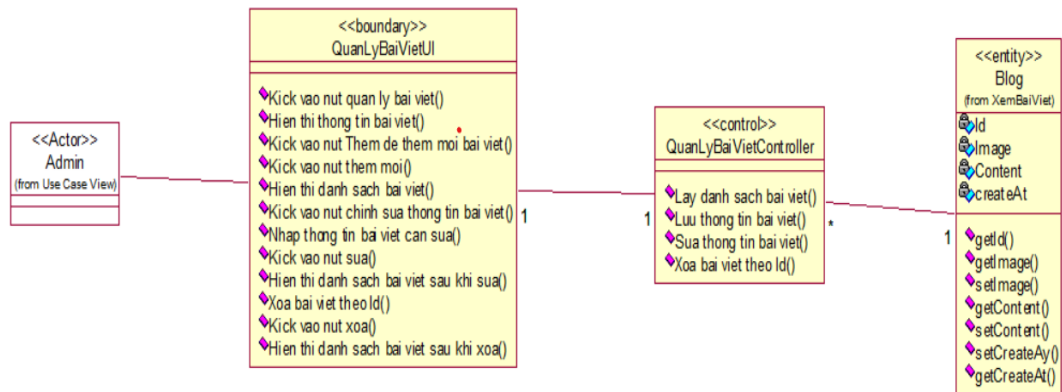 <<Actor>>
Admin
(from Use Case View)
<<boundary>>
QuanLyBaiVietUI
Kick vao nut quan ly bai viet()
Hien thi thong tin bai viet()
Kick vao nut Them de them moi bai viet()
Kick vao nut them moi()
Hien thi danh sach bai viet()
Kick vao nut chinh sua thong tin bai viet()
Nhap thong tin bai viet can sua()
Kick vao nut sua()
Hien thi danh sach bai viet sau khi sua()
Xoa bai viet theo Id()
Kick vao nut xoa()
Hien thi danh sach bai viet sau khi xoa()
1
1
<<control>>
QuanLyBaiVietController
Lay danh sach bai viet()
Luu thong tin bai viet()
Sua thong tin bai viet()
Xoa bai viet theo Id()
*
1
<<entity>>
Blog
(from XemBaiViet)
Id
Image
Content
createAt
getId()
getImage()
setImage()
getContent()
setContent()
setCreateAy()
getCreateAt()